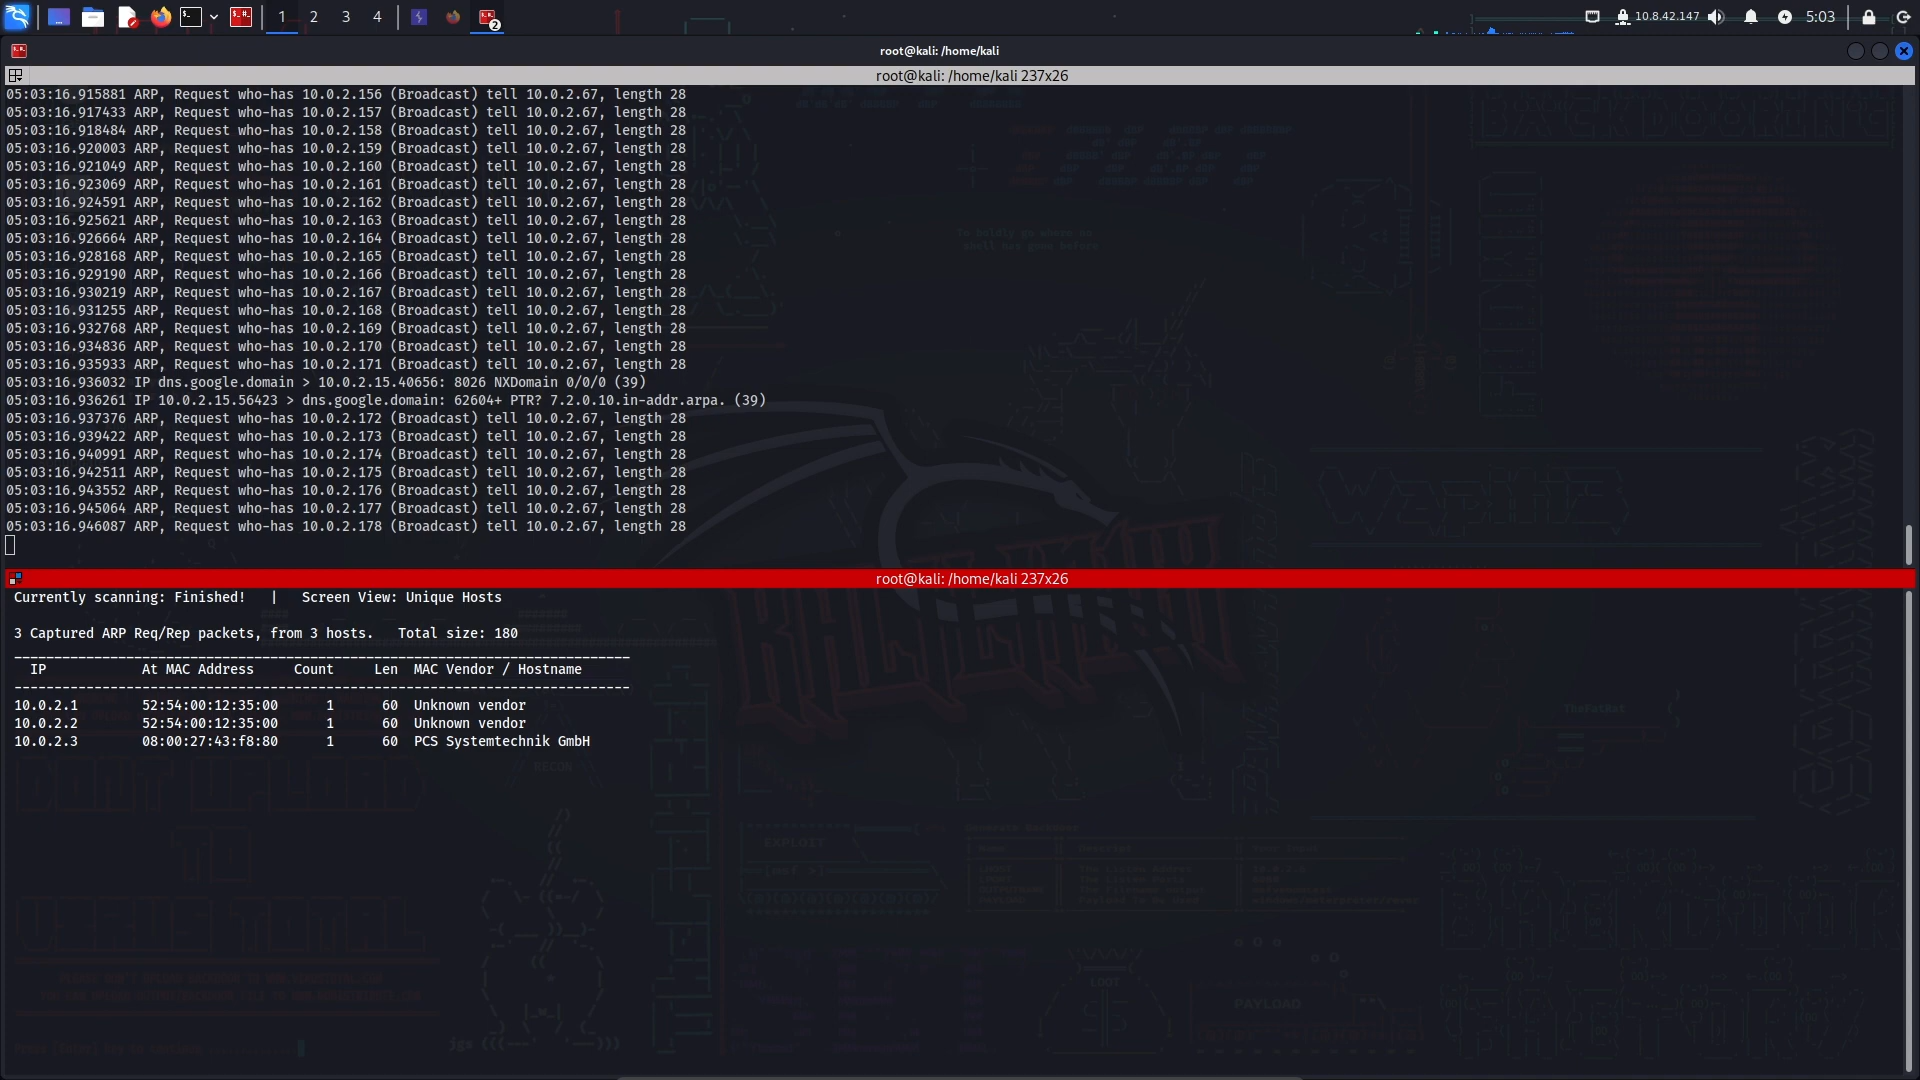 1 2 3 4 2 10.8.42.147 5:03
root@kali: /home/kali
root@kali: /home/kali 237x26
05:03:16.915881 ARP, Request who-has 10.0.2.156 (Broadcast) tell 10.0.2.67, length 28
05:03:16.917433 ARP, Request who-has 10.0.2.157 (Broadcast) tell 10.0.2.67, length 28
05:03:16.918484 ARP, Request who-has 10.0.2.158 (Broadcast) tell 10.0.2.67, length 28
05:03:16.920003 ARP, Request who-has 10.0.2.159 (Broadcast) tell 10.0.2.67, length 28
05:03:16.921049 ARP, Request who-has 10.0.2.160 (Broadcast) tell 10.0.2.67, length 28
05:03:16.923069 ARP, Request who-has 10.0.2.161 (Broadcast) tell 10.0.2.67, length 28
05:03:16.924591 ARP, Request who-has 10.0.2.162 (Broadcast) tell 10.0.2.67, length 28
05:03:16.925621 ARP, Request who-has 10.0.2.163 (Broadcast) tell 10.0.2.67, length 28
05:03:16.926664 ARP, Request who-has 10.0.2.164 (Broadcast) tell 10.0.2.67, length 28
05:03:16.928168 ARP, Request who-has 10.0.2.165 (Broadcast) tell 10.0.2.67, length 28
05:03:16.929190 ARP, Request who-has 10.0.2.166 (Broadcast) tell 10.0.2.67, length 28
05:03:16.930219 ARP, Request who-has 10.0.2.167 (Broadcast) tell 10.0.2.67, length 28
05:03:16.931255 ARP, Request who-has 10.0.2.168 (Broadcast) tell 10.0.2.67, length 28
05:03:16.932768 ARP, Request who-has 10.0.2.169 (Broadcast) tell 10.0.2.67, length 28
05:03:16.934836 ARP, Request who-has 10.0.2.170 (Broadcast) tell 10.0.2.67, length 28
05:03:16.935933 ARP, Request who-has 10.0.2.171 (Broadcast) tell 10.0.2.67, length 28
05:03:16.936032 IP dns.google.domain > 10.0.2.15.40656: 8026 NXDomain 0/0/0 (39)
05:03:16.936261 IP 10.0.2.15.56423 > dns.google.domain: 62604+ PTR? 7.2.0.10.in-addr.arpa. (39)
05:03:16.937376 ARP, Request who-has 10.0.2.172 (Broadcast) tell 10.0.2.67, length 28
05:03:16.939422 ARP, Request who-has 10.0.2.173 (Broadcast) tell 10.0.2.67, length 28
05:03:16.940991 ARP, Request who-has 10.0.2.174 (Broadcast) tell 10.0.2.67, length 28
05:03:16.942511 ARP, Request who-has 10.0.2.175 (Broadcast) tell 10.0.2.67, length 28
05:03:16.943552 ARP, Request who-has 10.0.2.176 (Broadcast) tell 10.0.2.67, length 28
05:03:16.945064 ARP, Request who-has 10.0.2.177 (Broadcast) tell 10.0.2.67, length 28
05:03:16.946087 ARP, Request who-has 10.0.2.178 (Broadcast) tell 10.0.2.67, length 28
To boldly go where no
shell has gone before
root@kali: /home/kali 237x26
Currently scanning: Finished! | Screen View: Unique Hosts
3 Captured ARP Req/Rep packets, from 3 hosts. Total size: 180
IP At MAC Address Count Len MAC Vendor / Hostname
10.0.2.1 52:54:00:12:35:00 1 60 Unknown vendor
10.0.2.2 52:54:00:12:35:00 1 60 Unknown vendor
10.0.2.3 08:00:27:43:f8:80 1 60 PCS Systemtechnik GmbH
TheFatRat
RECON
EXPLOIT
LOOT
PAYLOAD